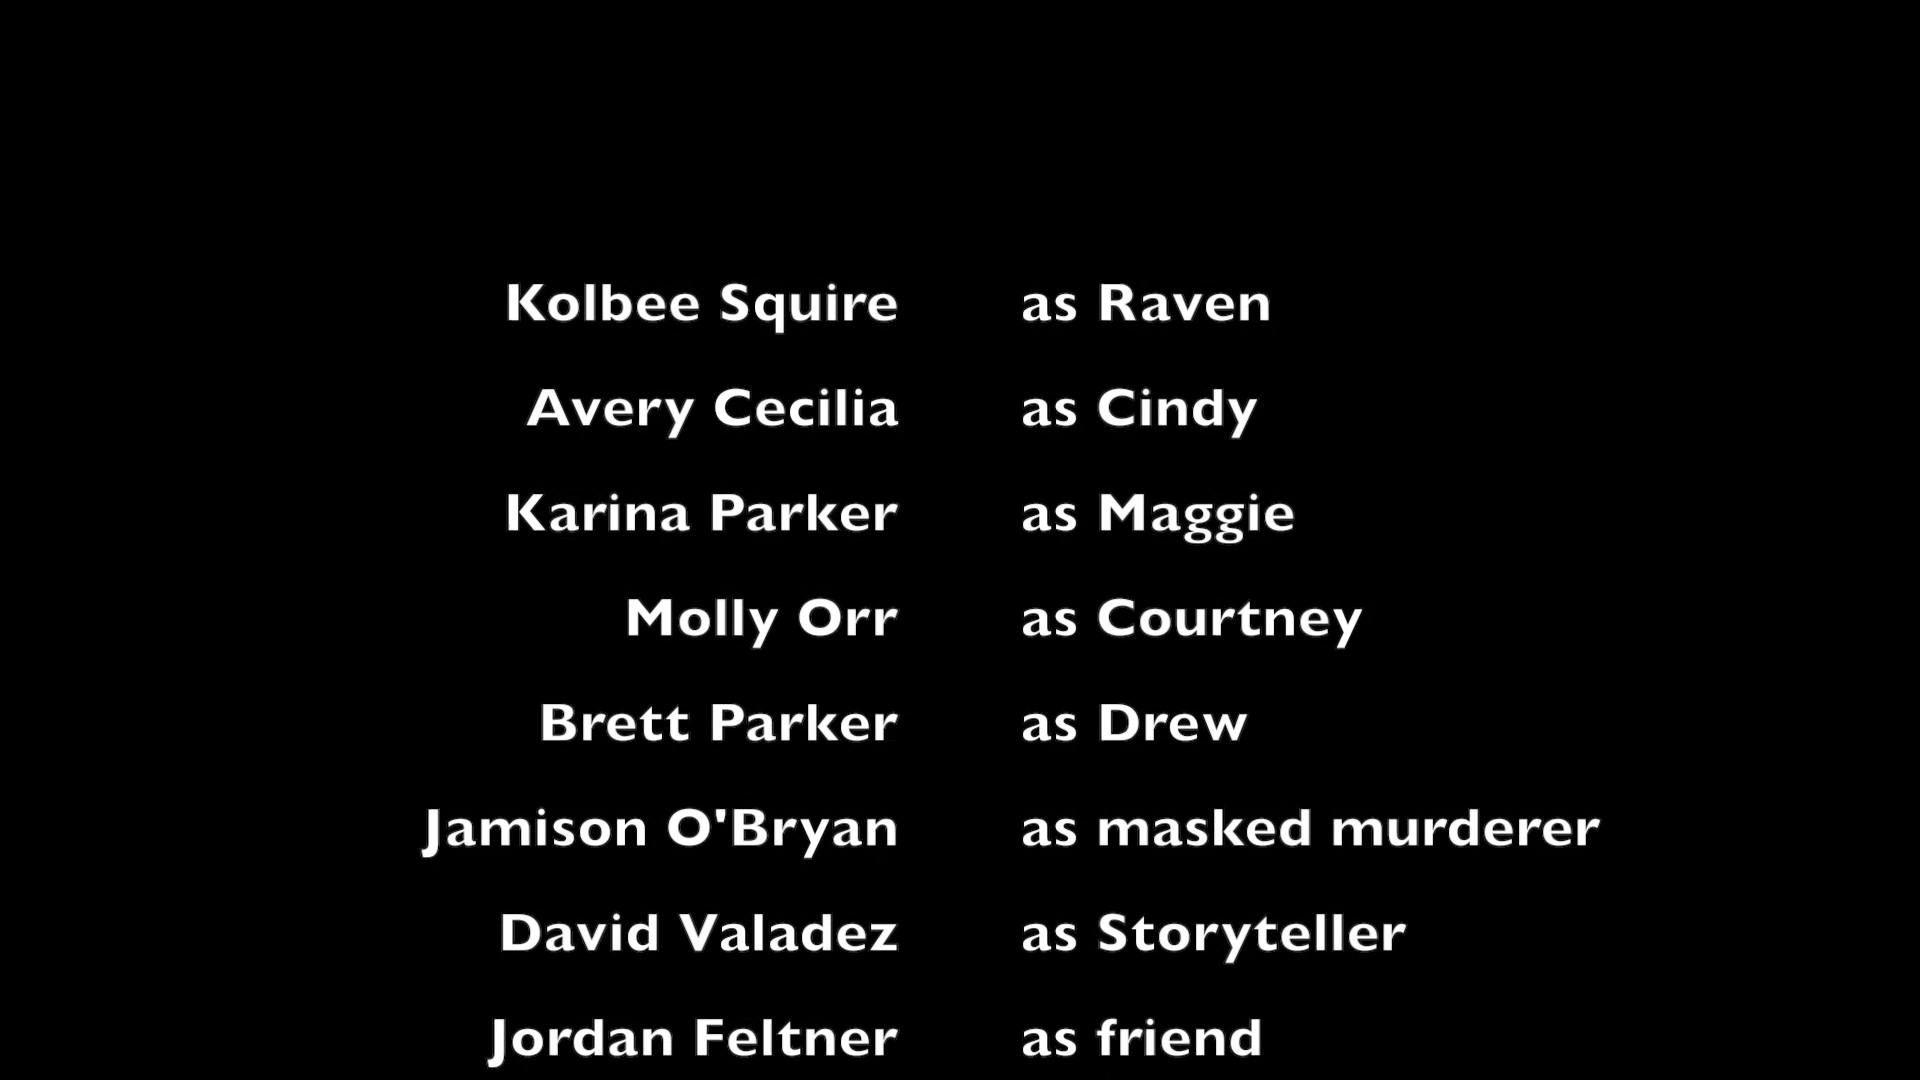 Kolbee Squire as Raven
Avery Cecilia as Cindy
Karina Parker as Maggie
Molly Orr as Courtney
Brett Parker as Drew
Jamison O'Bryan as masked murderer
David Valadez as Storyteller
Jordan Feltner as friend